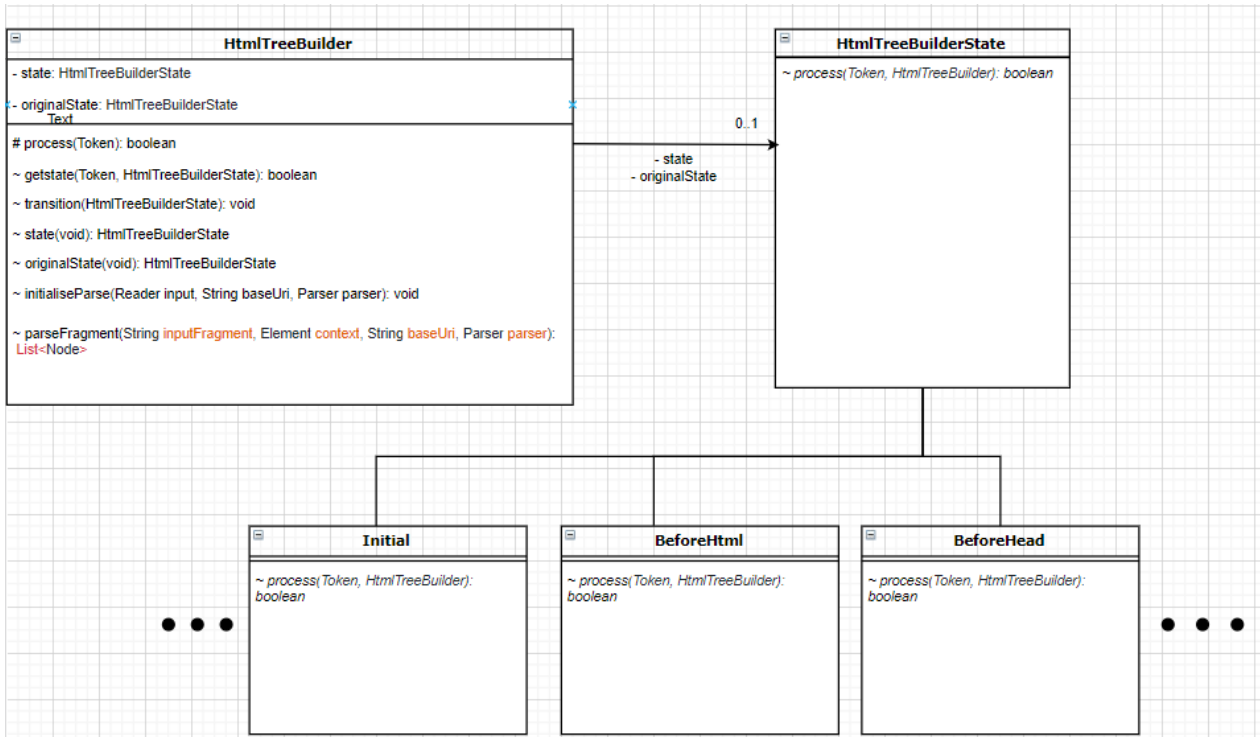 HtmlTreeBuilder
- state: HtmlTreeBuilderState
- originalState: HtmlTreeBuilderState
Text
# process(Token): boolean
~ getstate(Token, HtmlTreeBuilderState): boolean
~ transition(HtmlTreeBuilderState): void
~ state(void): HtmlTreeBuilderState
~ originalState(void): HtmlTreeBuilderState
~ initialiseParse(Reader input, String baseUri, Parser parser): void
~ parseFragment(String inputFragment, Element context, String baseUri, Parser parser):
List<Node>
0..1
- state
- originalState
HtmlTreeBuilderState
~ process(Token, HtmlTreeBuilder): boolean
Initial
~ process(Token, HtmlTreeBuilder):
boolean
BeforeHtml
~ process(Token, HtmlTreeBuilder):
boolean
BeforeHead
~ process(Token, HtmlTreeBuilder):
boolean